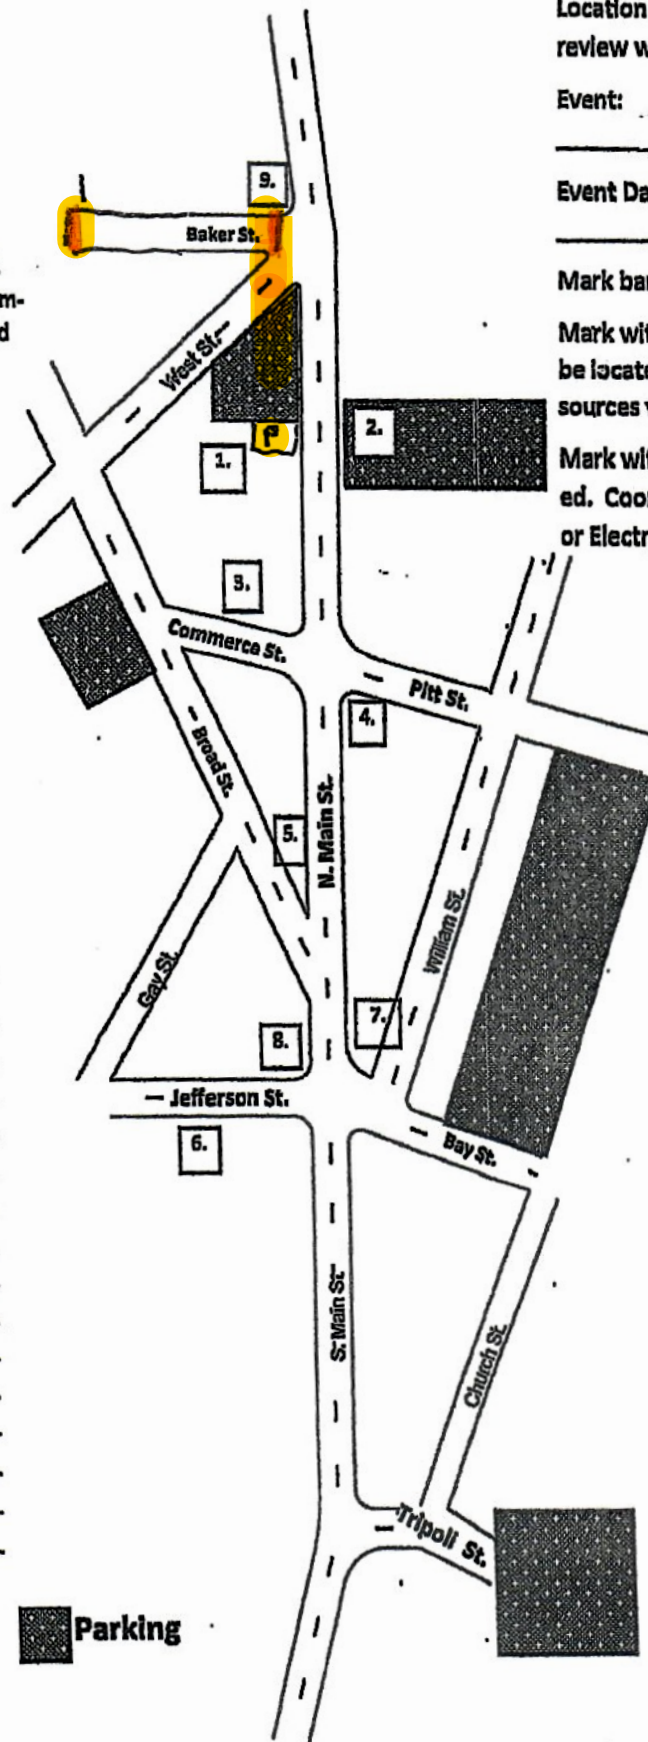 Location
review w
Event:
Event Da
Mark bar
Mark wit
be locate
sources
Mark wit
ed. Coor
or Electr
m-
d
9.
Baker St.
West St.
1.
2.
3.
Commerce St.
Pitt St.
4.
Broad St.
5.
N. Main St.
William St.
Gay St.
7.
8.
Jefferson St.
6.
Bay St.
S. Main St.
Church St.
Tripoli St.
Parking